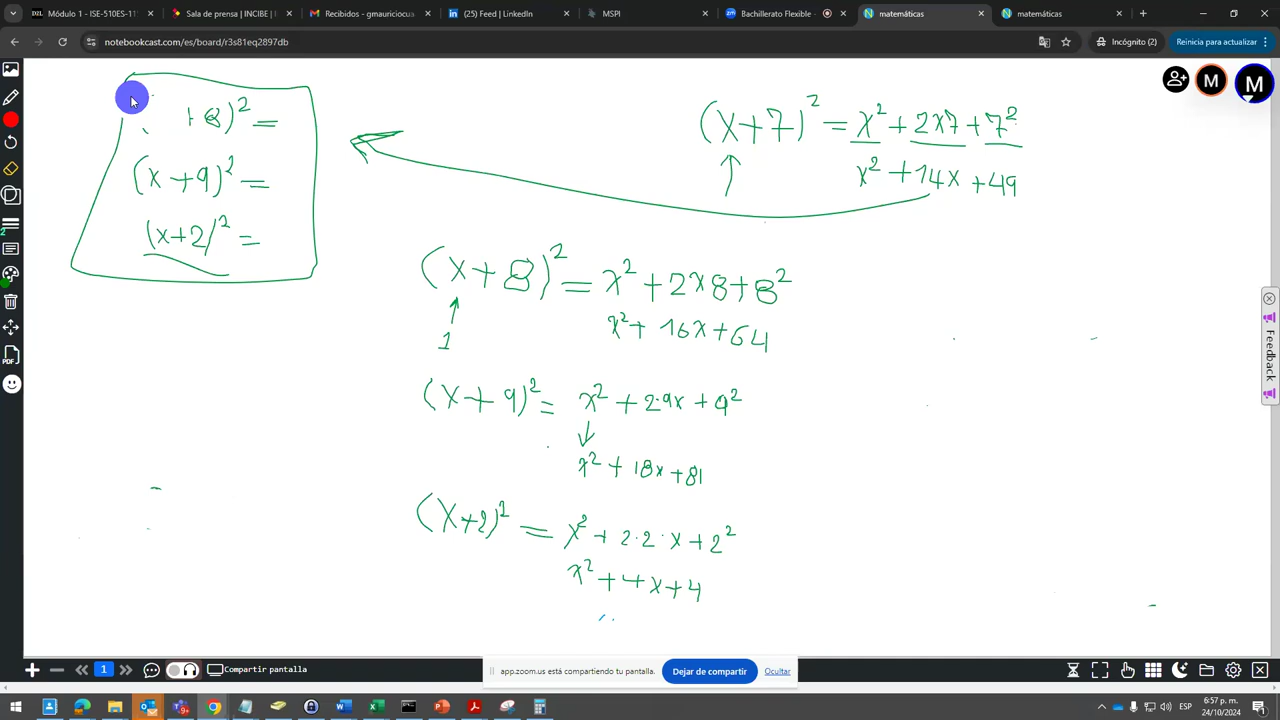 Módulo 1 - ISE-510ES-11
Sala de prensa | INCIBE | INCI
Recibidos - gmauriciocus
(25) Feed | LinkedIn
MSPI
Bachillerato Flexible -
matemáticas
matemáticas
notebookcast.com/es/board/r3s81eq2897db
Incógnito (2)
Reinicia para actualizar
M
M
+8)² =
(x+9)² =
(x+2)² =
(x+7)² = x² + 2x7 + 7²
x² + 14x + 49
(x+8)² = x² + 2x8 + 8²
x² + 16x + 64
1
(x+9)² = x² + 2·9x + 9²
x² + 18x + 81
(x+2)² = x² + 2·2·x + 2²
x² + 4x + 4
Feedback
2
PDF
1
Compartir pantalla
app.zoom.us está compartiendo tu pantalla.
Dejar de compartir
Ocultar
ESP
6:57 p. m.
24/10/2024